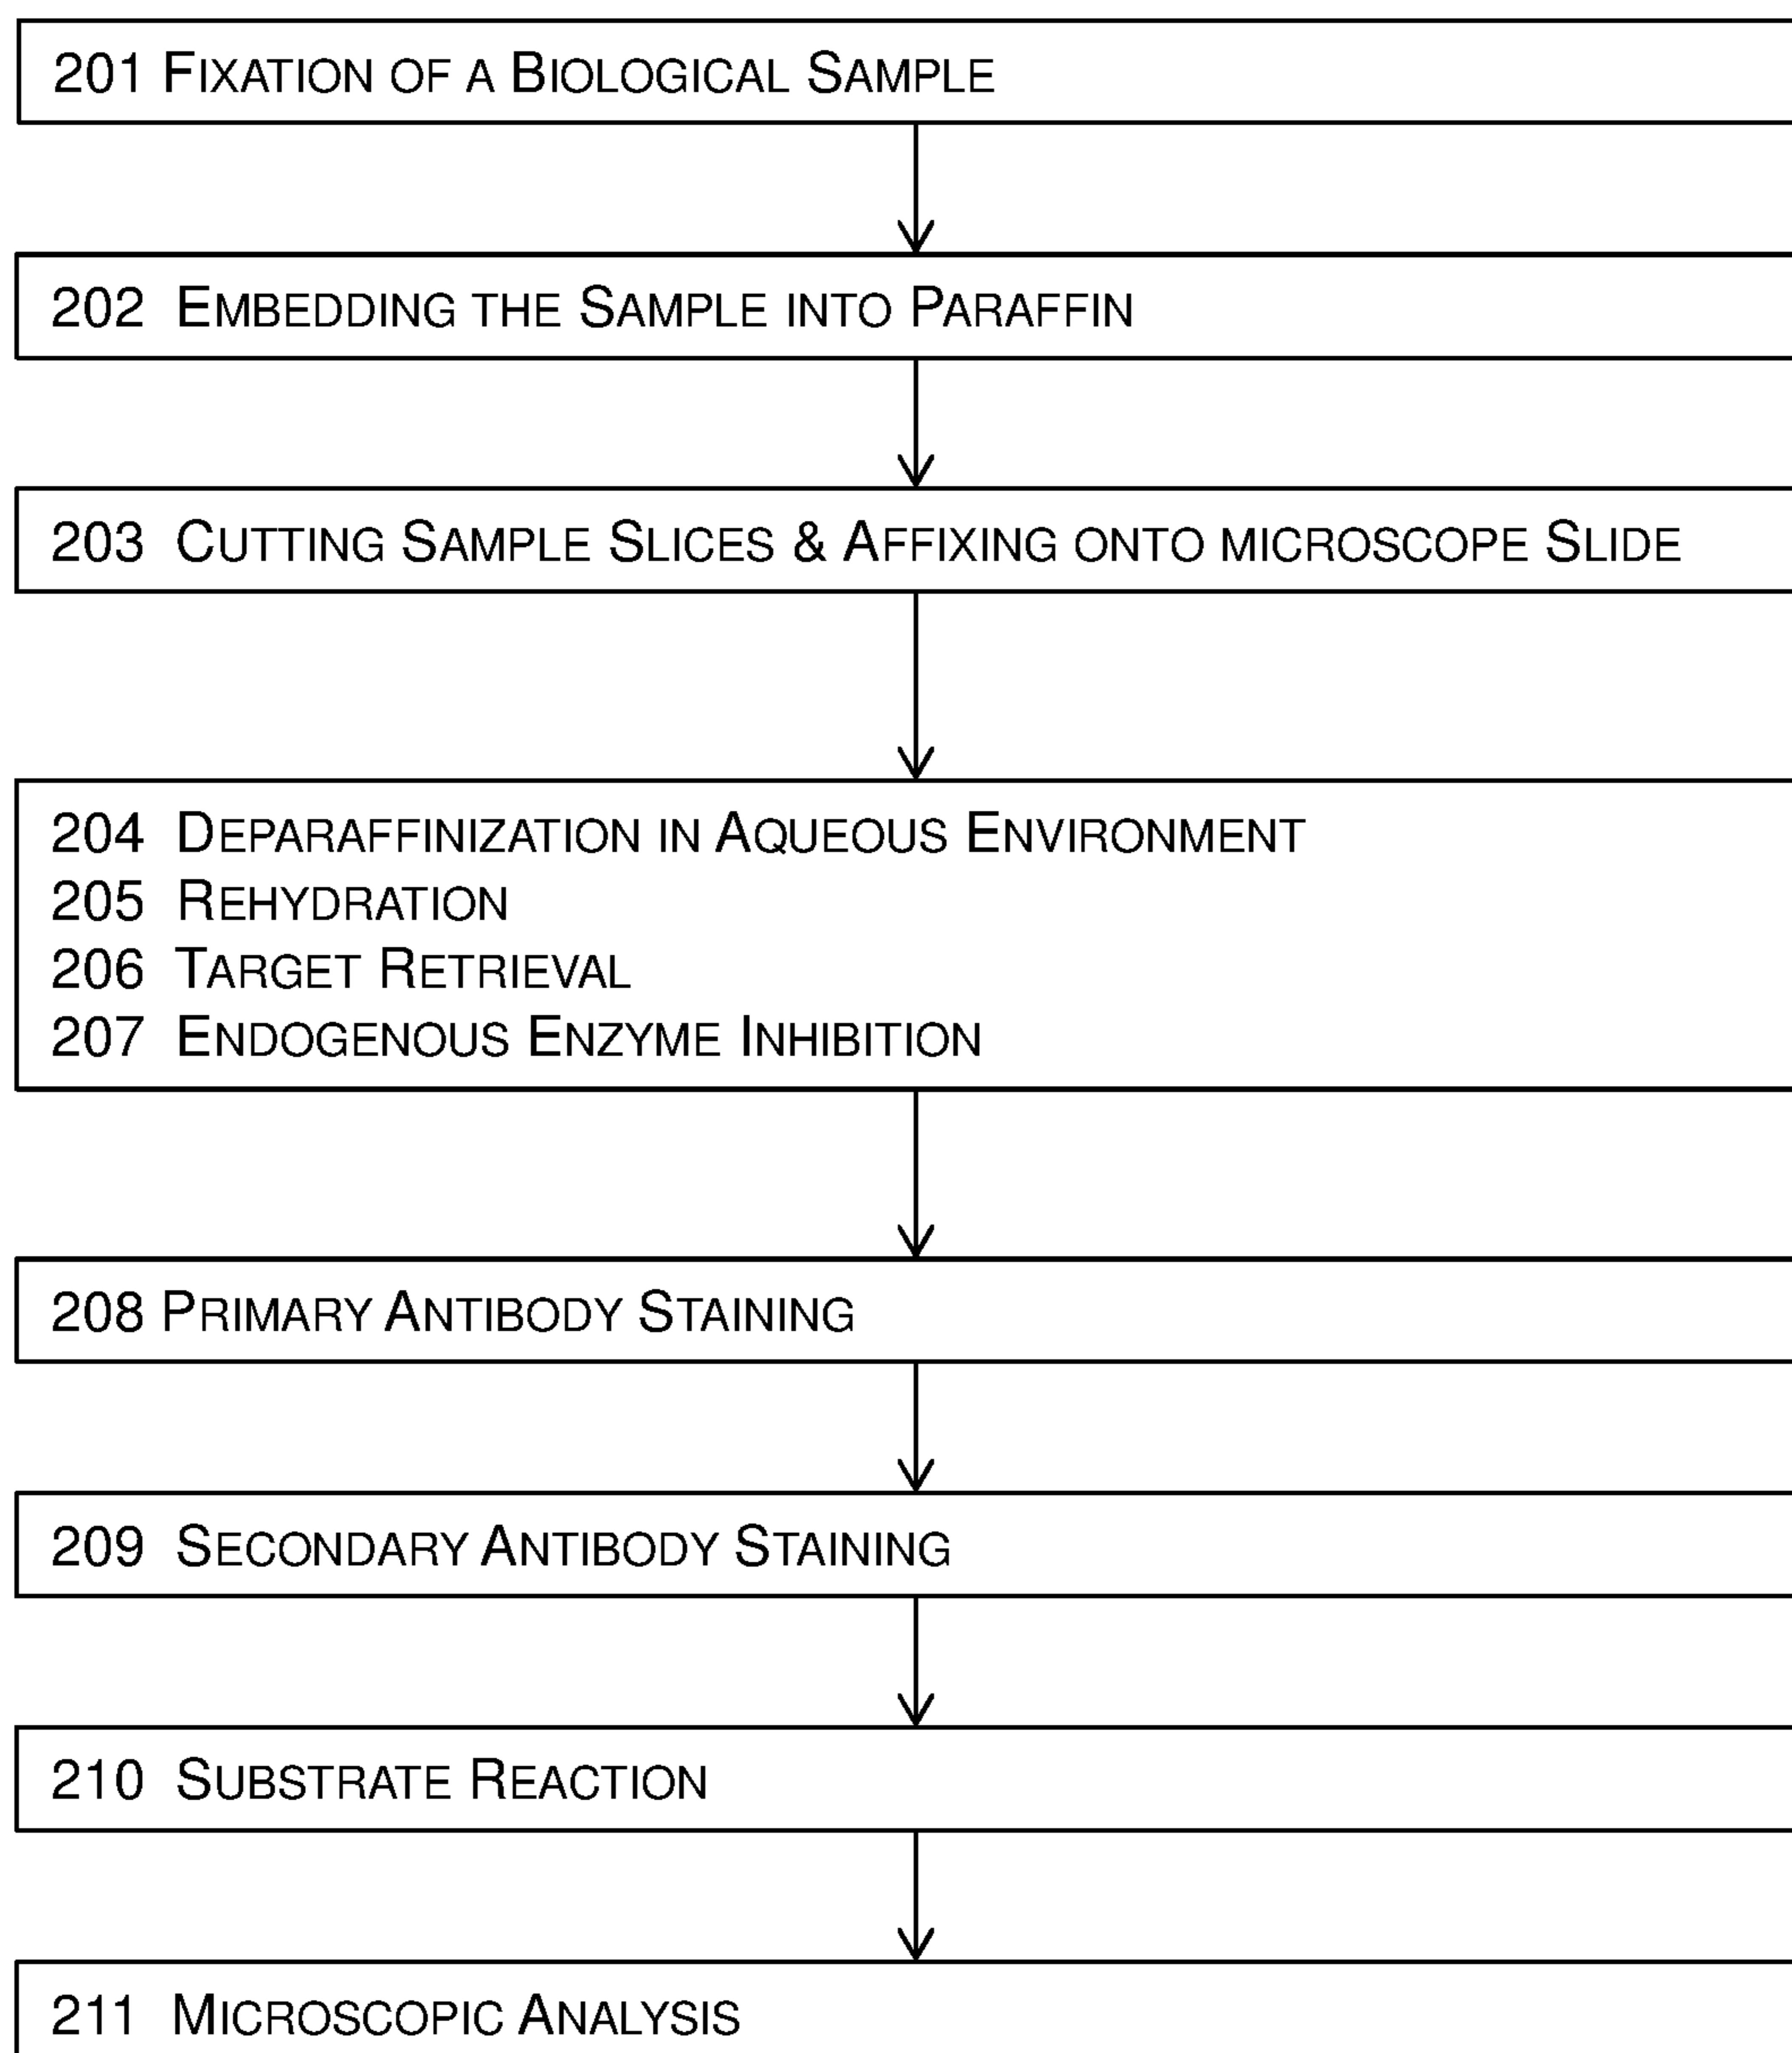 201 FIXATION OF A BIOLOGICAL SAMPLE
202 EMBEDDING THE SAMPLE INTO PARAFFIN
203 CUTTING SAMPLE SLICES & AFFIXING ONTO MICROSCOPE SLIDE
204 DEPARAFFINIZATION IN AQUEOUS ENVIRONMENT
205 REHYDRATION
206 TARGET RETRIEVAL
207 ENDOGENOUS ENZYME INHIBITION
208 PRIMARY ANTIBODY STAINING
209 SECONDARY ANTIBODY STAINING
210 SUBSTRATE REACTION
211 MICROSCOPIC ANALYSIS